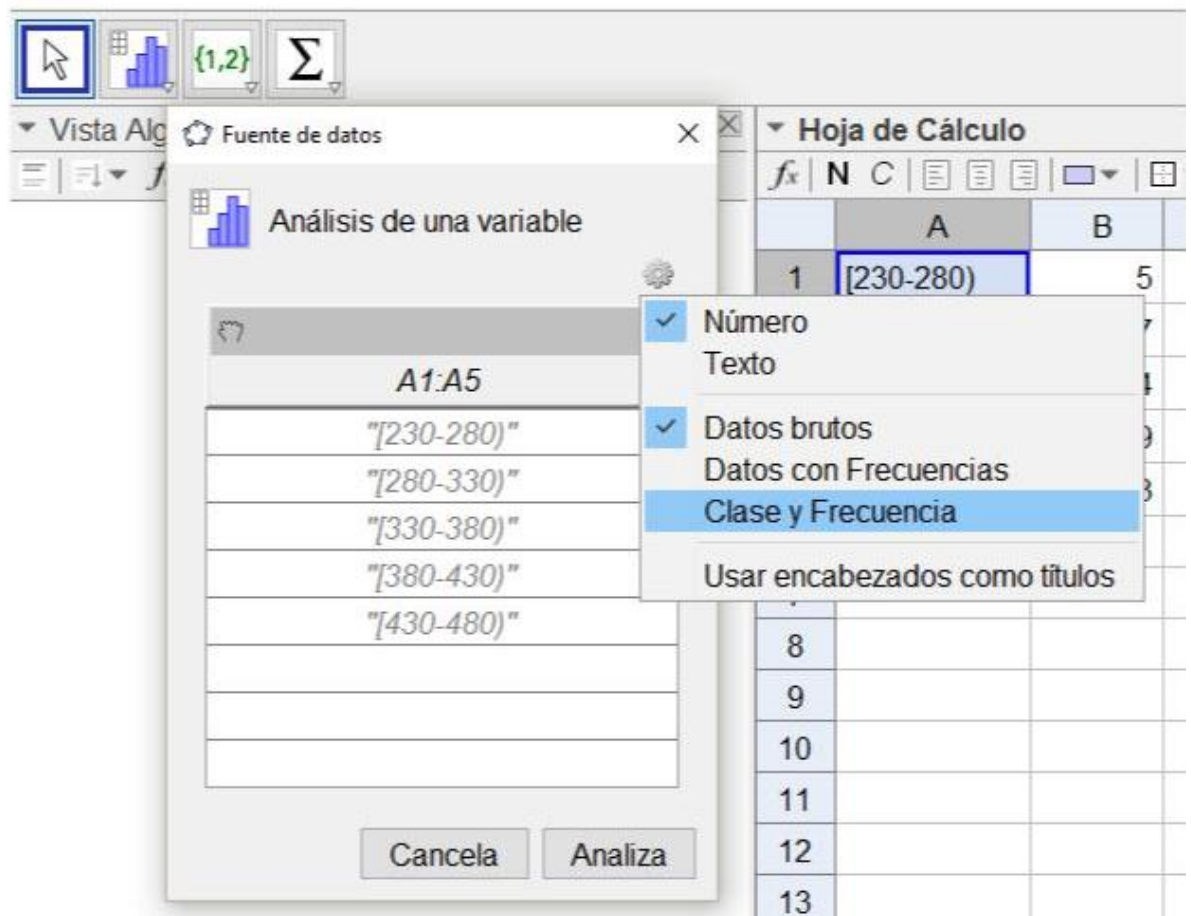 {1,2} Σ
Vista Alg
Fuente de datos
Hoja de Cálculo
fx N C
Análisis de una variable
A B
1 [230-280) 5
Número
Texto
Datos brutos
Datos con Frecuencias
Clase y Frecuencia
Usar encabezados como títulos
A1:A5
"[230-280)"
"[280-330)"
"[330-380)"
"[380-430)"
"[430-480)"
8
9
10
11
12
13
Cancela Analiza